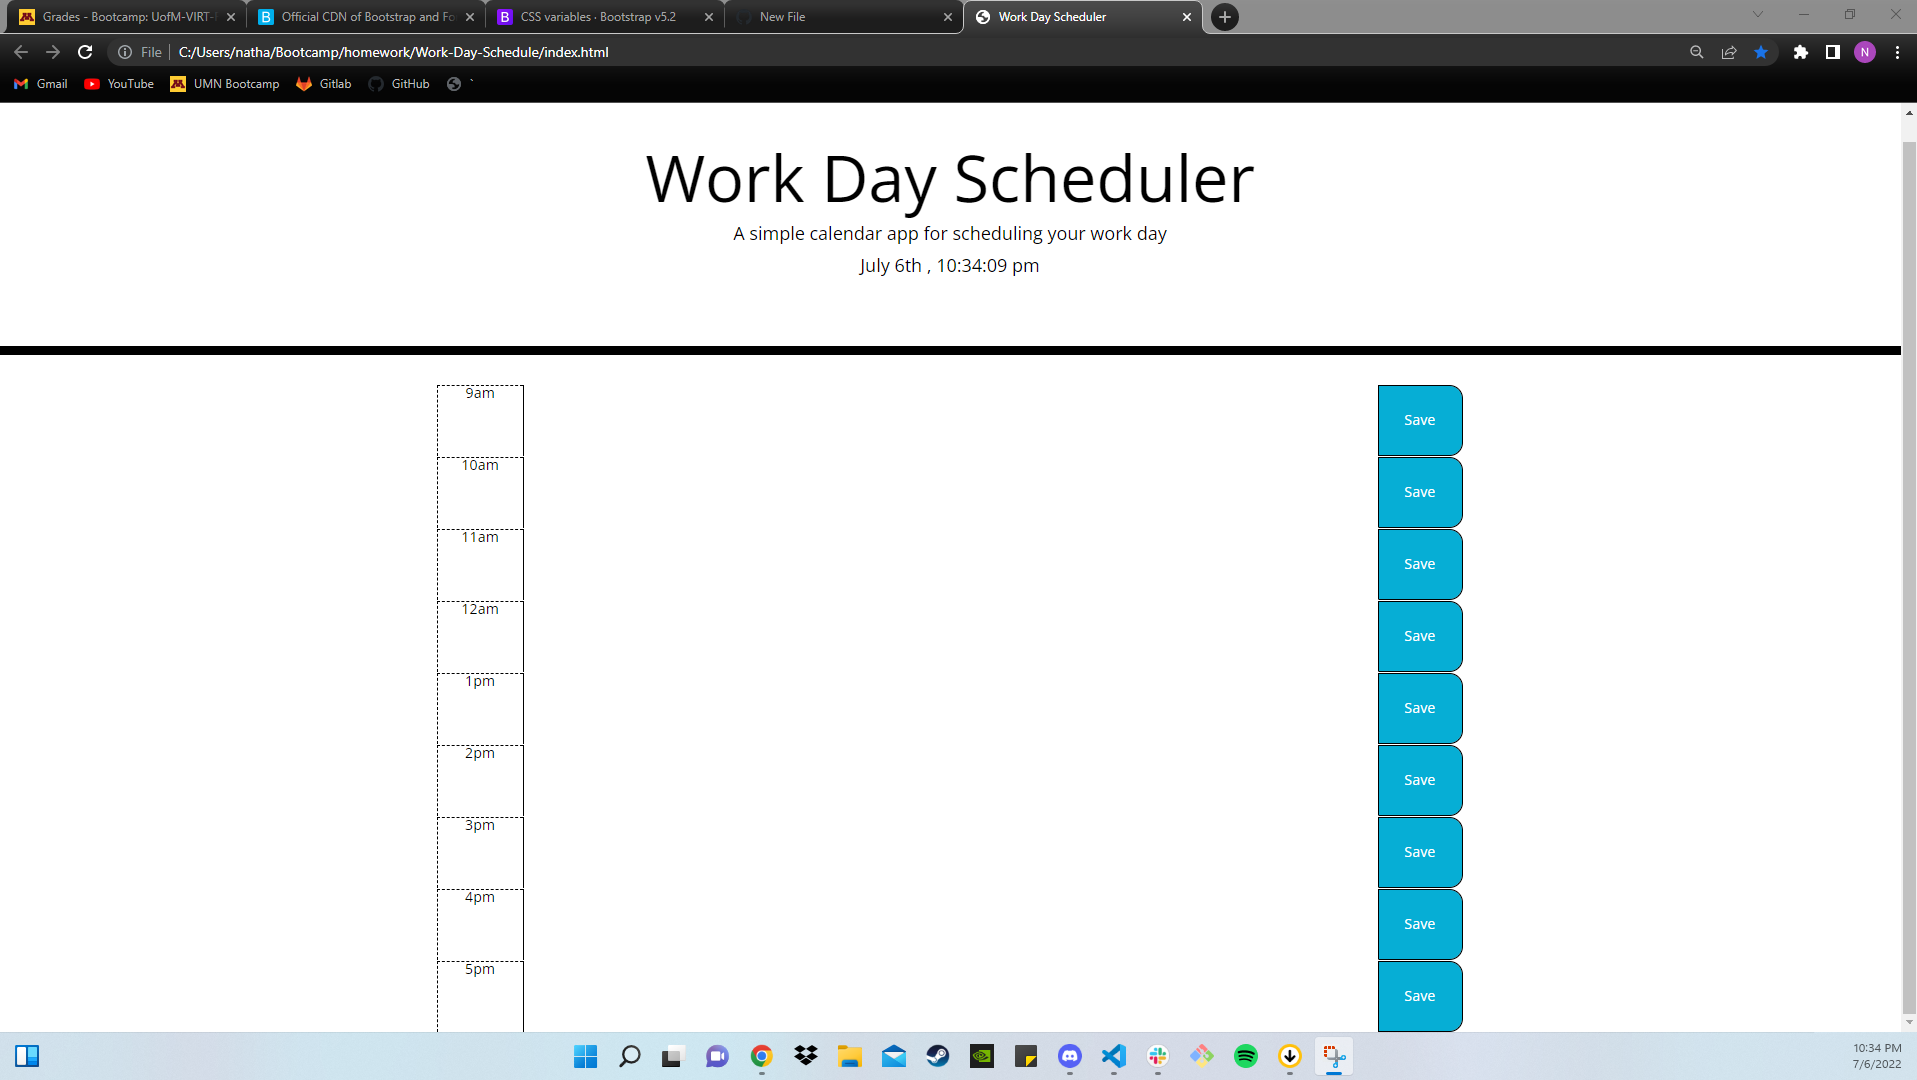 Grades - Bootcamp: UofM-VIRT-F
Official CDN of Bootstrap and Fo
CSS variables · Bootstrap v5.2
New File
Work Day Scheduler
File
C:/Users/natha/Bootcamp/homework/Work-Day-Schedule/index.html
N
Gmail
YouTube
UMN Bootcamp
Gitlab
GitHub
`
Work Day Scheduler
A simple calendar app for scheduling your work day
July 6th , 10:34:09 pm
9am
Save
10am
Save
11am
Save
12am
Save
1pm
Save
2pm
Save
3pm
Save
4pm
Save
5pm
Save
10:34 PM
7/6/2022